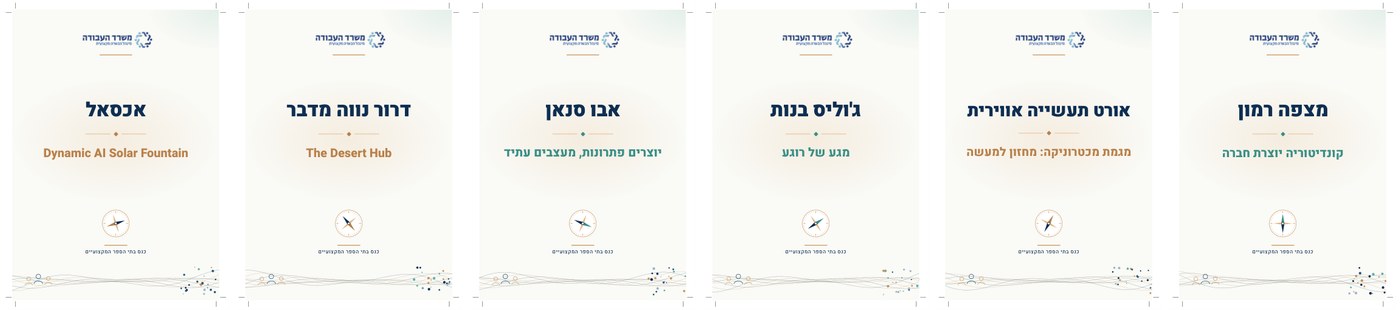 משרד העבודה
מינהל הכשרה מקצועית
אכסאל
Dynamic AI Solar Fountain
כנס בתי הספר המקצועיים
משרד העבודה
דרור נווה מדבר
The Desert Hub
כנס בתי הספר המקצועיים
משרד העבודה
אבו סנאן
יוצרים פתרונות, מעצבים עתיד
כנס בתי הספר המקצועיים
משרד העבודה
ג'וליס בנות
מגע של רוגע
כנס בתי הספר המקצועיים
משרד העבודה
אורט תעשייה אווירית
מגמת מכטרוניקה: מחזון למעשה
כנס בתי הספר המקצועיים
משרד העבודה
מצפה רמון
קונדיטוריה יוצרת חברה
כנס בתי הספר המקצועיים